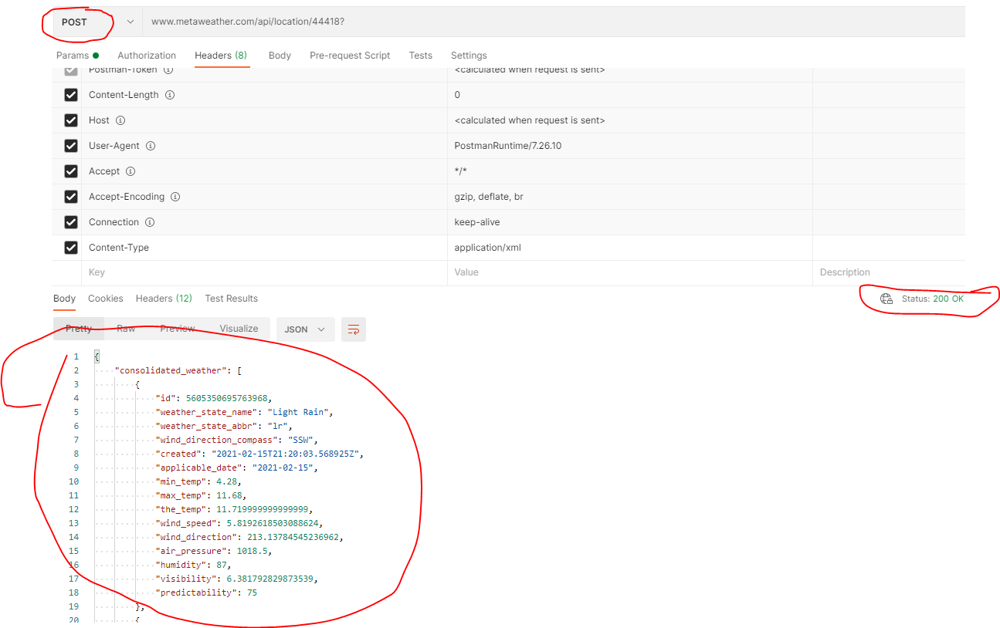 POST www.metaweather.com/api/location/44418?
Params Authorization Headers (8) Body Pre-request Script Tests Settings
Postman-Token <calculated when request is sent>
Content-Length 0
Host <calculated when request is sent>
User-Agent PostmanRuntime/7.26.10
Accept */*
Accept-Encoding gzip, deflate, br
Connection keep-alive
Content-Type application/xml
Key Value Description
Body Cookies Headers (12) Test Results Status: 200 OK
Pretty Raw Preview Visualize JSON
1 {
2 "consolidated_weather": [
3 {
4 "id": 5605350695763968,
5 "weather_state_name": "Light Rain",
6 "weather_state_abbr": "lr",
7 "wind_direction_compass": "SSW",
8 "created": "2021-02-15T21:20:03.568925Z",
9 "applicable_date": "2021-02-15",
10 "min_temp": 4.28,
11 "max_temp": 11.68,
12 "the_temp": 11.719999999999999,
13 "wind_speed": 5.8192618503088624,
14 "wind_direction": 213.13784545236962,
15 "air_pressure": 1018.5,
16 "humidity": 87,
17 "visibility": 6.381792829873539,
18 "predictability": 75
19 },
20 {